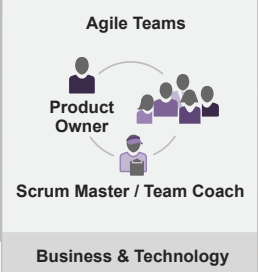 Agile Teams
Product
Owner
Scrum Master / Team Coach
Business & Technology